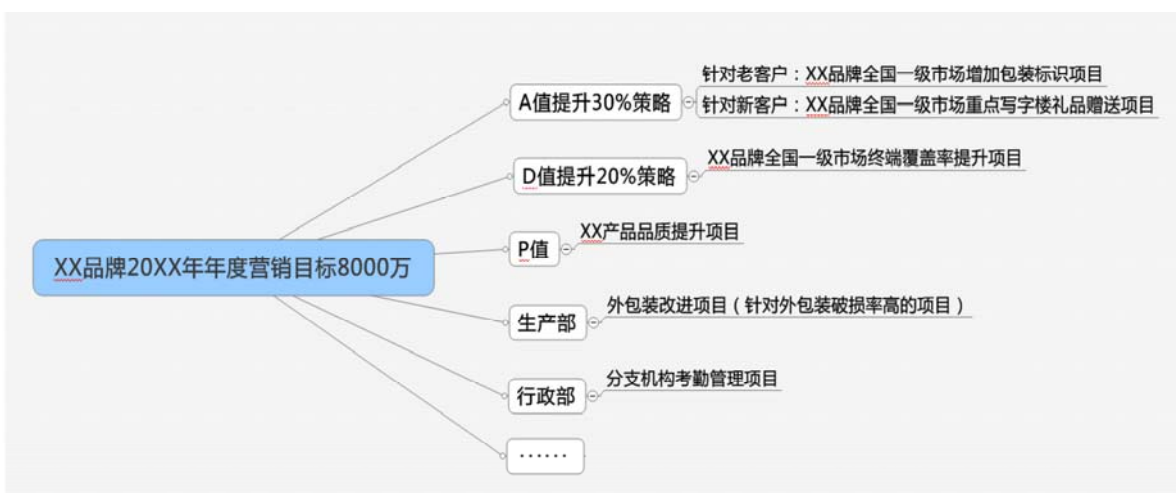 针对老客户：XX品牌全国一级市场增加包装标识项目
A值提升30%策略
针对新客户：XX品牌全国一级市场重点写字楼礼品赠送项目
XX品牌全国一级市场终端覆盖率提升项目
D值提升20%策略
XX产品品质提升项目
P值
XX品牌20XX年年度营销目标8000万
外包装改进项目（针对外包装破损率高的项目）
生产部
分支机构考勤管理项目
行政部
······